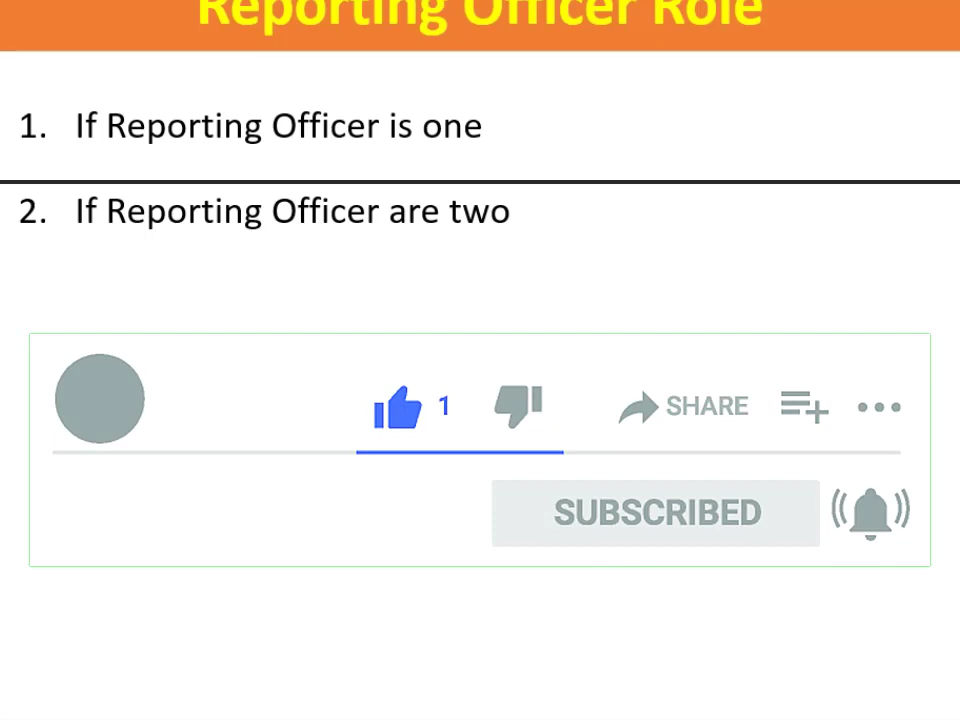 Reporting Officer Role
1. If Reporting Officer is one
2. If Reporting Officer are two
1
SHARE
SUBSCRIBED